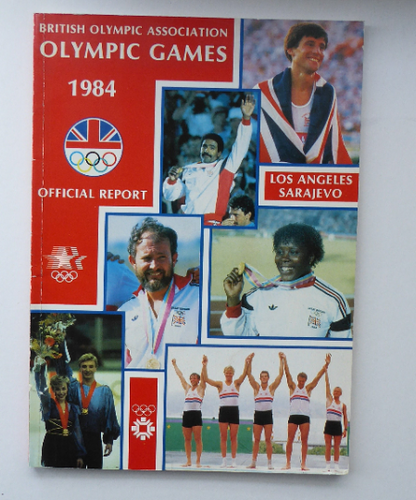 BRITISH OLYMPIC ASSOCIATION
OLYMPIC GAMES
1984
OFFICIAL REPORT
LOS ANGELES
SARAJEVO